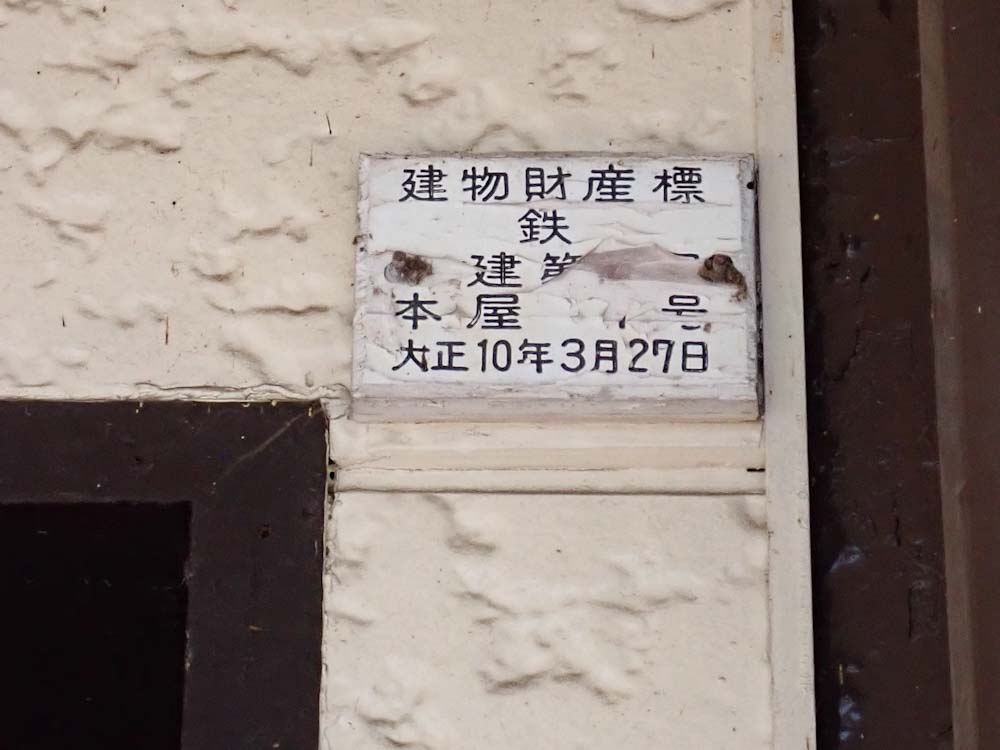 建物財産標
鉄
建
本屋 号
大正10年3月27日